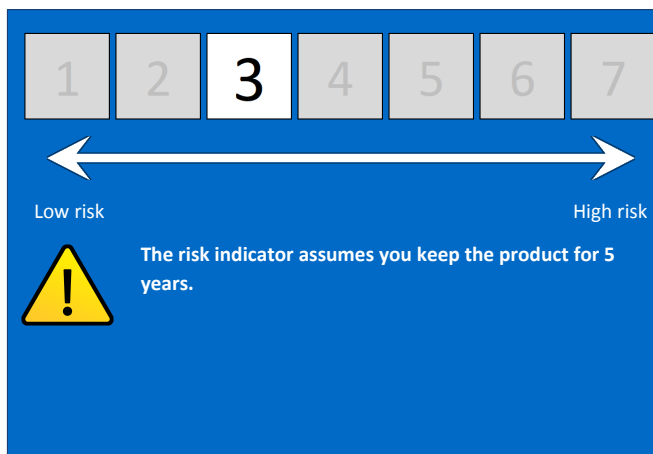 1 2 3 4 5 6 7
Low risk High risk
The risk indicator assumes you keep the product for 5
years.